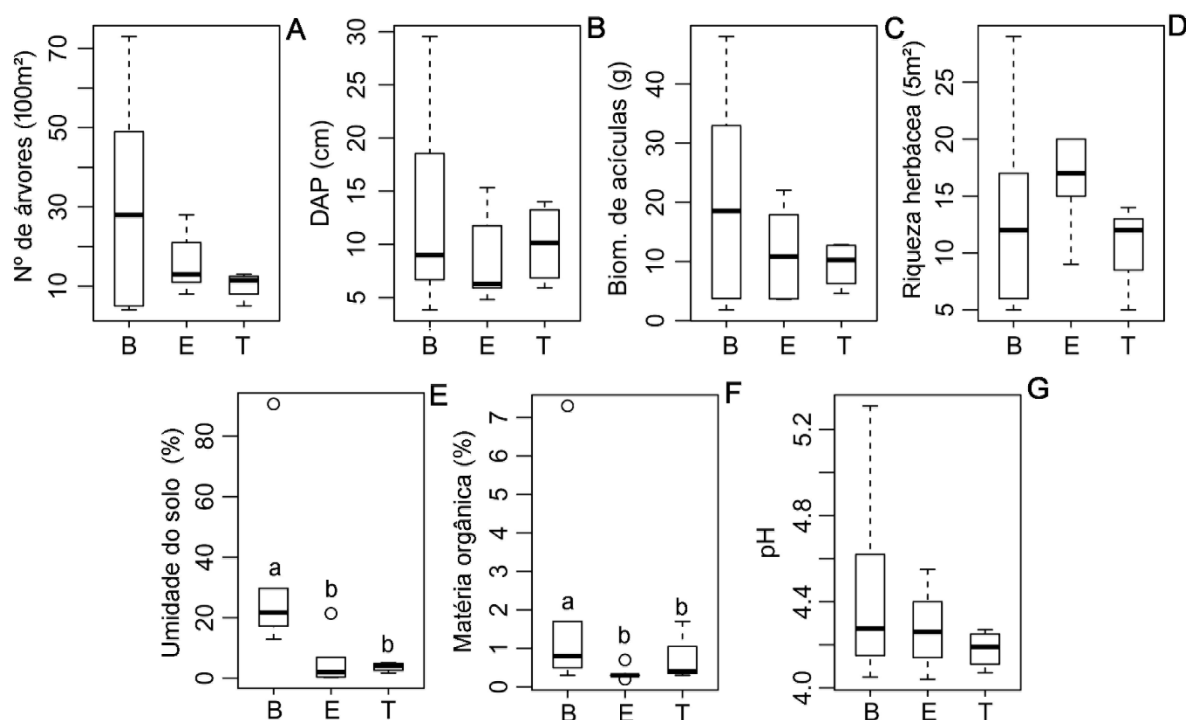 A
Nº de árvores (100m²)
70
50
30
10
B E T
B
DAP (cm)
30
25
20
15
10
5
B E T
C
Biom. de acículas (g)
40
30
20
10
0
B E T
D
Riqueza herbácea (5m²)
25
20
15
10
5
B E T
E
Umidade do solo (%)
80
60
40
20
0
a
b
b
B E T
F
Matéria orgânica (%)
7
6
5
4
3
2
1
0
a
b
b
B E T
G
pH
5.2
4.8
4.4
4.0
B E T